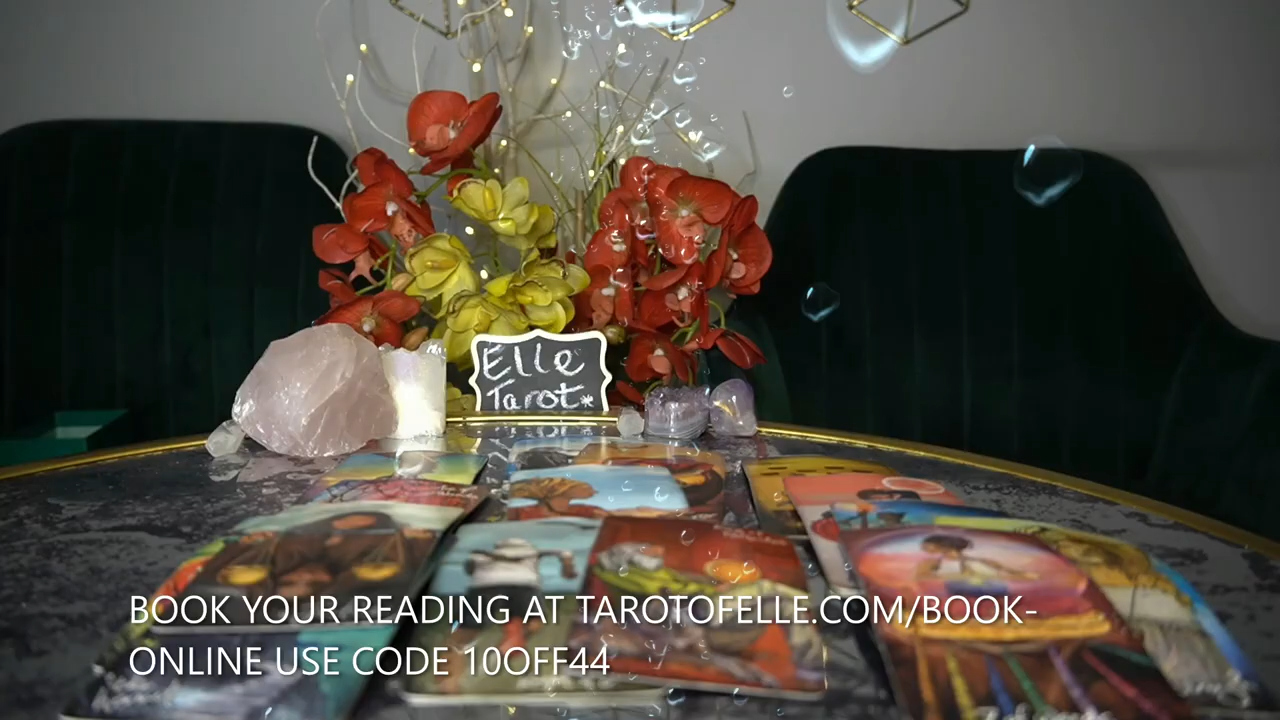 Elle
Tarot*
BOOK YOUR READING AT TAROTOFELLE.COM/BOOK-
ONLINE USE CODE 10OFF44